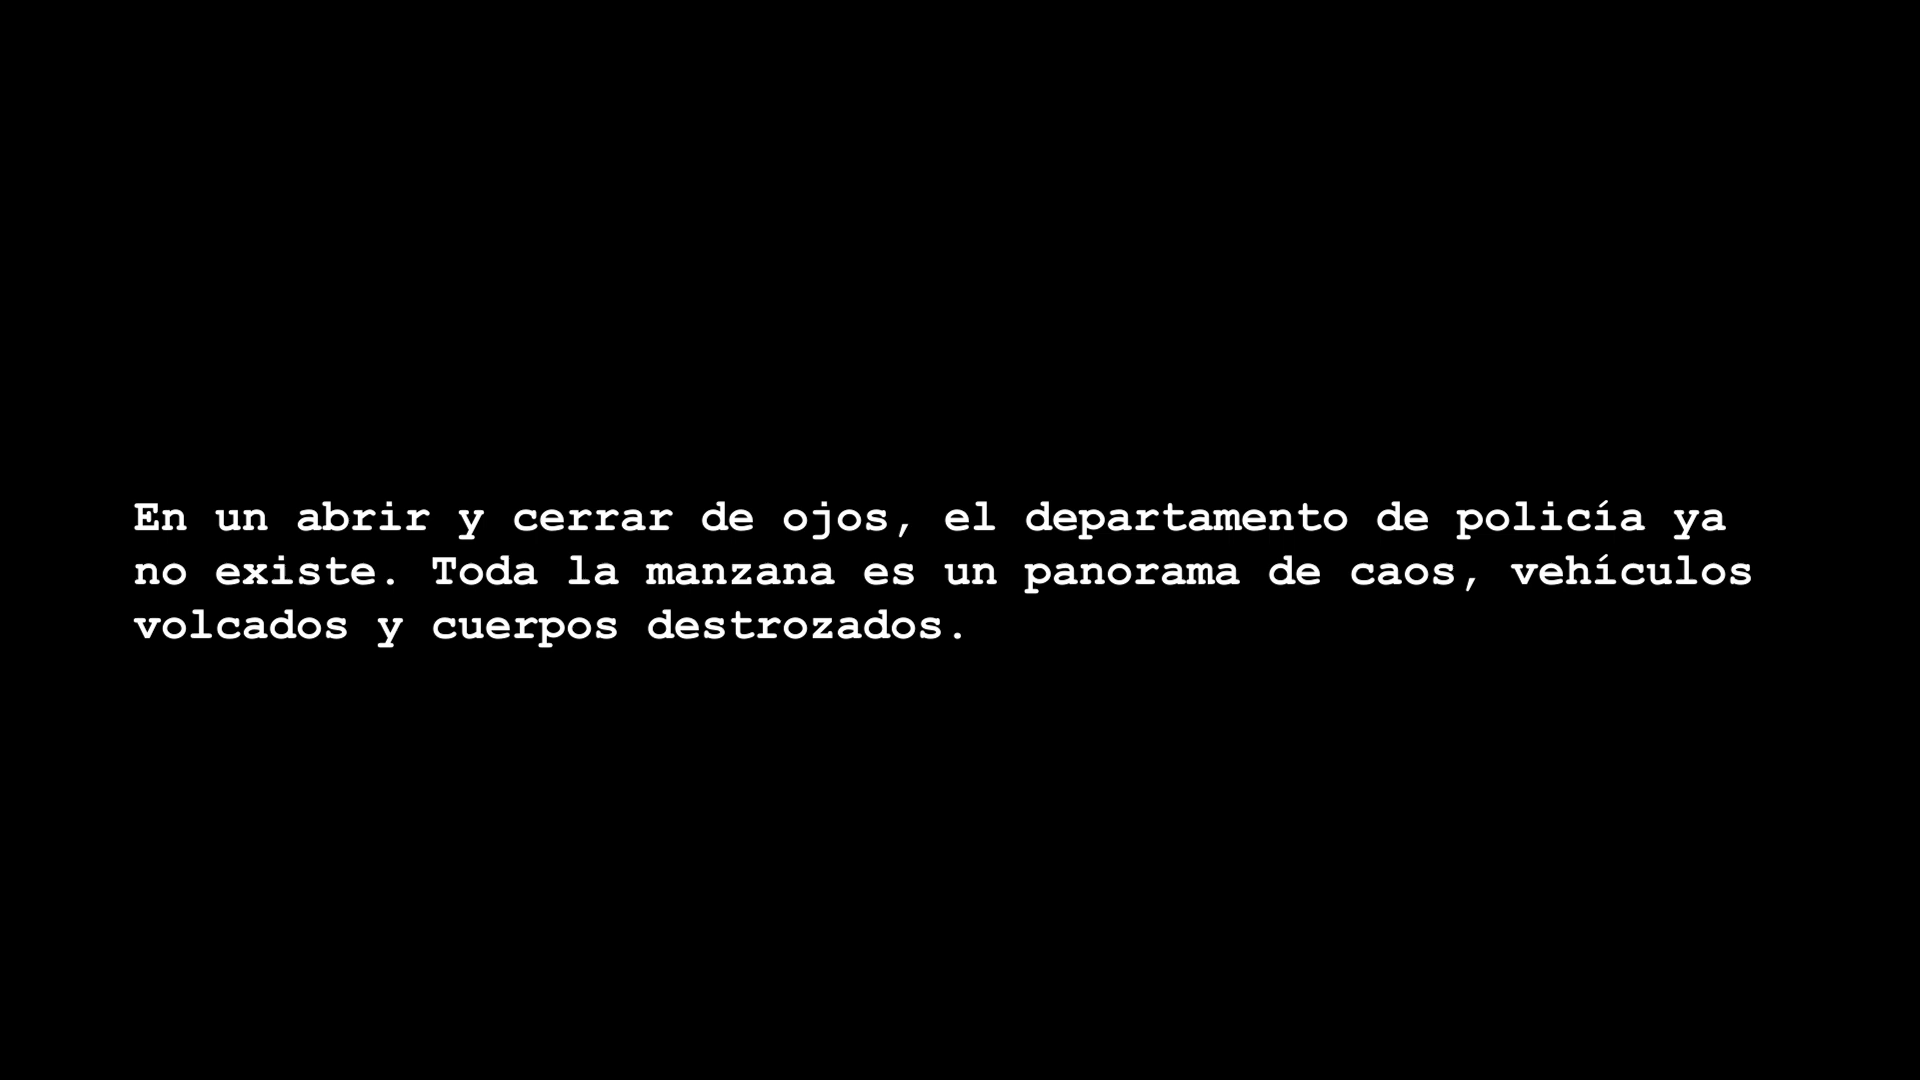 En un abrir y cerrar de ojos, el departamento de policía ya
no existe. Toda la manzana es un panorama de caos, vehículos
volcados y cuerpos destrozados.